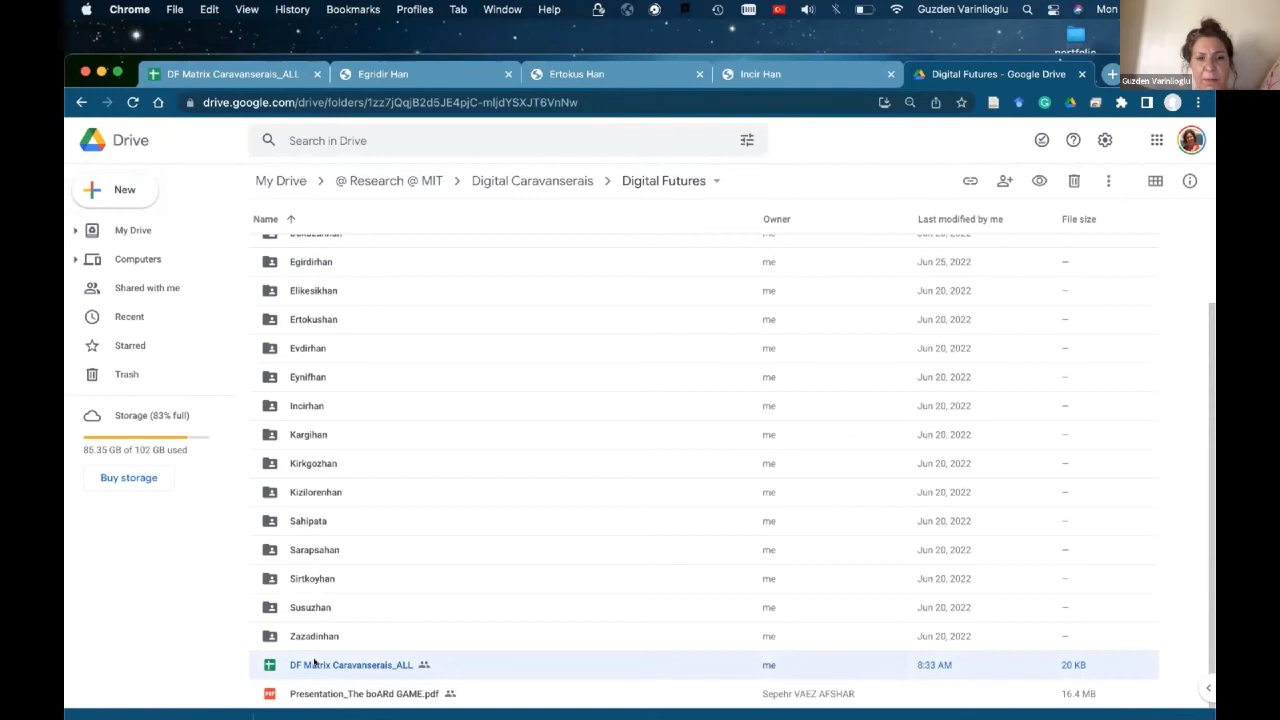 Chrome File Edit View History Bookmarks Profiles Tab Window Help Guzden Varinlioglu Mon
portfolio
Guzden Varinlioglu
DF Matrix Caravanserais_ALL Egridir Han Ertokus Han Incir Han Digital Futures - Google Drive
drive.google.com/drive/folders/1zz7jQqjB2d5JE4pjC-mljdYSXJT6VnNw
Drive Search in Drive
New My Drive @ Research @ MIT Digital Caravanserais Digital Futures
Name Owner Last modified by me File size
My Drive
Computers
Shared with me
Recent
Starred
Trash
Storage (83% full)
85.35 GB of 102 GB used
Buy storage
Egirdirhan me Jun 25, 2022 –
Elikesikhan me Jun 20, 2022 –
Ertokushan me Jun 20, 2022 –
Evdirhan me Jun 20, 2022 –
Eynifhan me Jun 20, 2022 –
Incirhan me Jun 20, 2022 –
Kargihan me Jun 20, 2022 –
Kirkgozhan me Jun 20, 2022 –
Kizilorenhan me Jun 20, 2022 –
Sahipata me Jun 20, 2022 –
Sarapsahan me Jun 20, 2022 –
Sirtkoyhan me Jun 20, 2022 –
Susuzhan me Jun 20, 2022 –
Zazadinhan me Jun 20, 2022 –
DF Matrix Caravanserais_ALL me 8:33 AM 20 KB
Presentation_The boARd GAME.pdf Sepehr VAEZ AFSHAR 16.4 MB